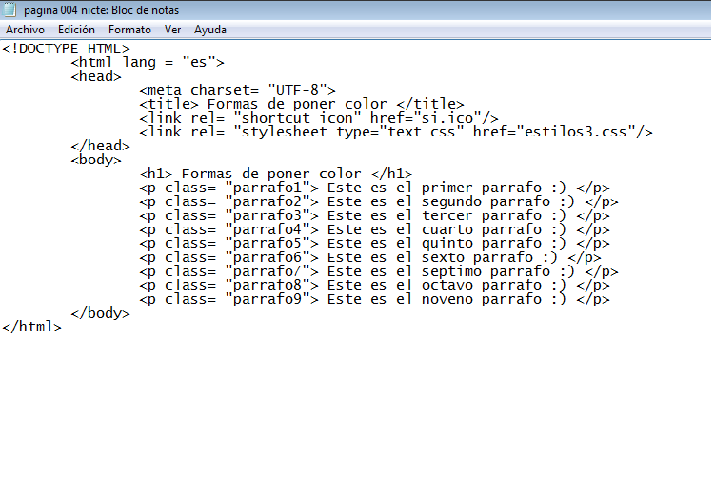 pagina 004 nicte: Bloc de notas
Archivo Edición Formato Ver Ayuda
<!DOCTYPE HTML>
<html lang = "es">
<head>
<meta charset= "UTF-8">
<title> Formas de poner color </title>
<link rel= "shortcut icon" href="si.ico"/>
<link rel= "stylesheet type="text css" href="estilos3.css"/>
</head>
<body>
<h1> Formas de poner color </h1>
<p class= "parrafo1"> Este es el primer parrafo :) </p>
<p class= "parrafo2"> Este es el segundo parrafo :) </p>
<p class= "parrafo3"> Este es el tercer parrafo :) </p>
<p class= "parrafo4"> Este es el cuarto parrafo :) </p>
<p class= "parrafo5"> Este es el quinto parrafo :) </p>
<p class= "parrafo6"> Este es el sexto parrafo :) </p>
<p class= "parrafo7"> Este es el septimo parrafo :) </p>
<p class= "parrafo8"> Este es el octavo parrafo :) </p>
<p class= "parrafo9"> Este es el noveno parrafo :) </p>
</body>
</html>